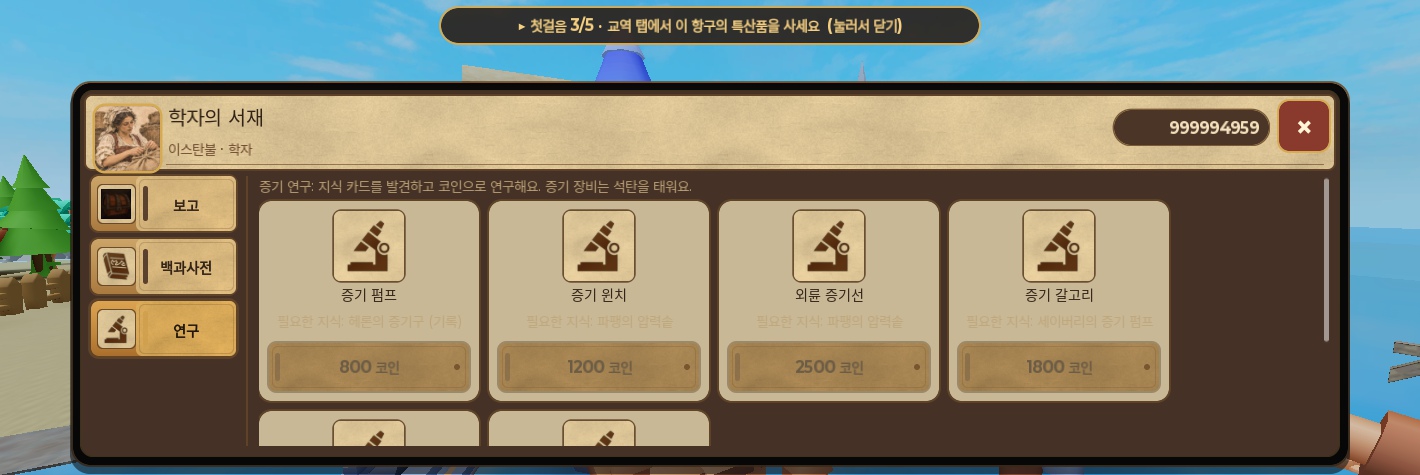 ▸ 첫걸음 3/5 · 교역 탭에서 이 항구의 특산품을 사세요 (눌러서 닫기)
학자의 서재
이스탄불 · 학자
999994959
×
보고
백과사전
연구
증기 연구: 지식 카드를 발견하고 코인으로 연구해요. 증기 장비는 석탄을 태워요.
증기 펌프
필요한 지식: 헤론의 증기구 (기록)
800 코인
증기 윈치
필요한 지식: 파팽의 압력솥
1200 코인
외륜 증기선
필요한 지식: 파팽의 압력솥
2500 코인
증기 갈고리
필요한 지식: 세이버리의 증기 펌프
1800 코인